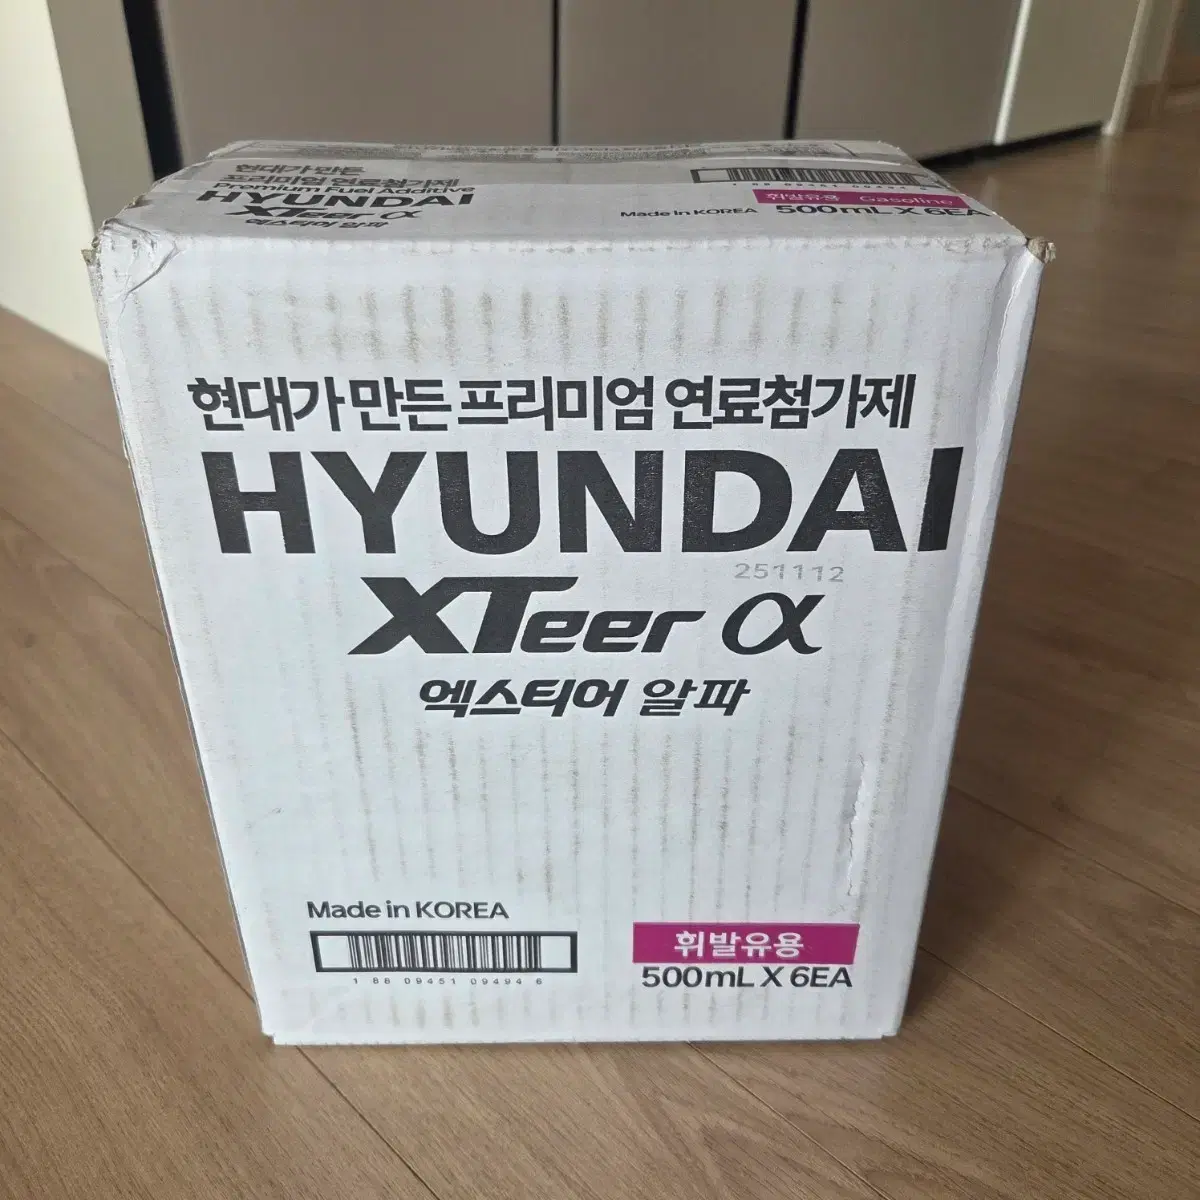 현대가 만든
프리미엄 연료첨가제
Premium Fuel Additive
HYUNDAI
XTeer α
엑스티어 알파
휘발유용 Gasoline
Made in KOREA 500mL X 6EA
현대가 만든 프리미엄 연료첨가제
HYUNDAI
251112
XTeer α
엑스티어 알파
Made in KOREA
1 88 09451 09494 6
휘발유용
500mL X 6EA